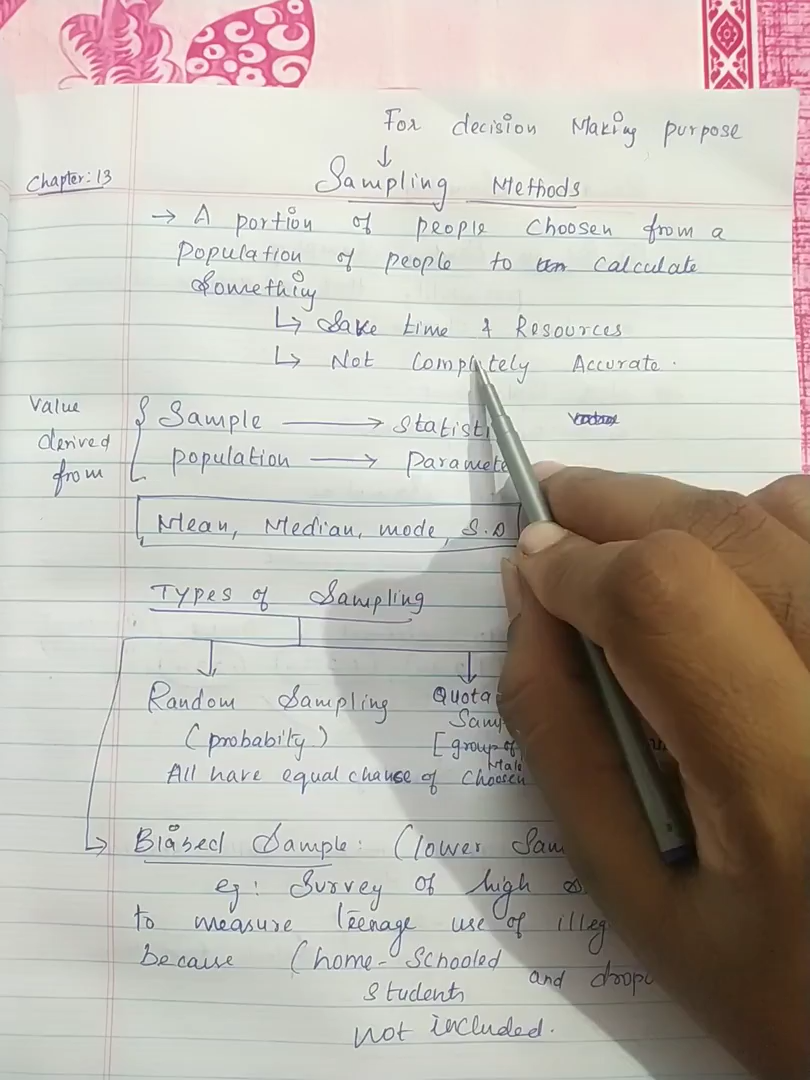 For decision Making purpose
↓
Chapter: 13
Sampling Methods
→ A portion of people Choosen from a
population of people to calculate
Something
↳ Save time & Resources
↳ Not Completely Accurate.
Value derived from
Sample → Statisti
population → Paramete
Mean, Median, mode, S.D
Types of Sampling
Random Sampling
(probabity)
All have equal chance of Choosen
Quota
Sam
[group of
Male
→ Biased Sample: (lower Sam
eg: Survey of high
to measure Teenage use of illeg
because (home-Schooled and drop
Students
not included.